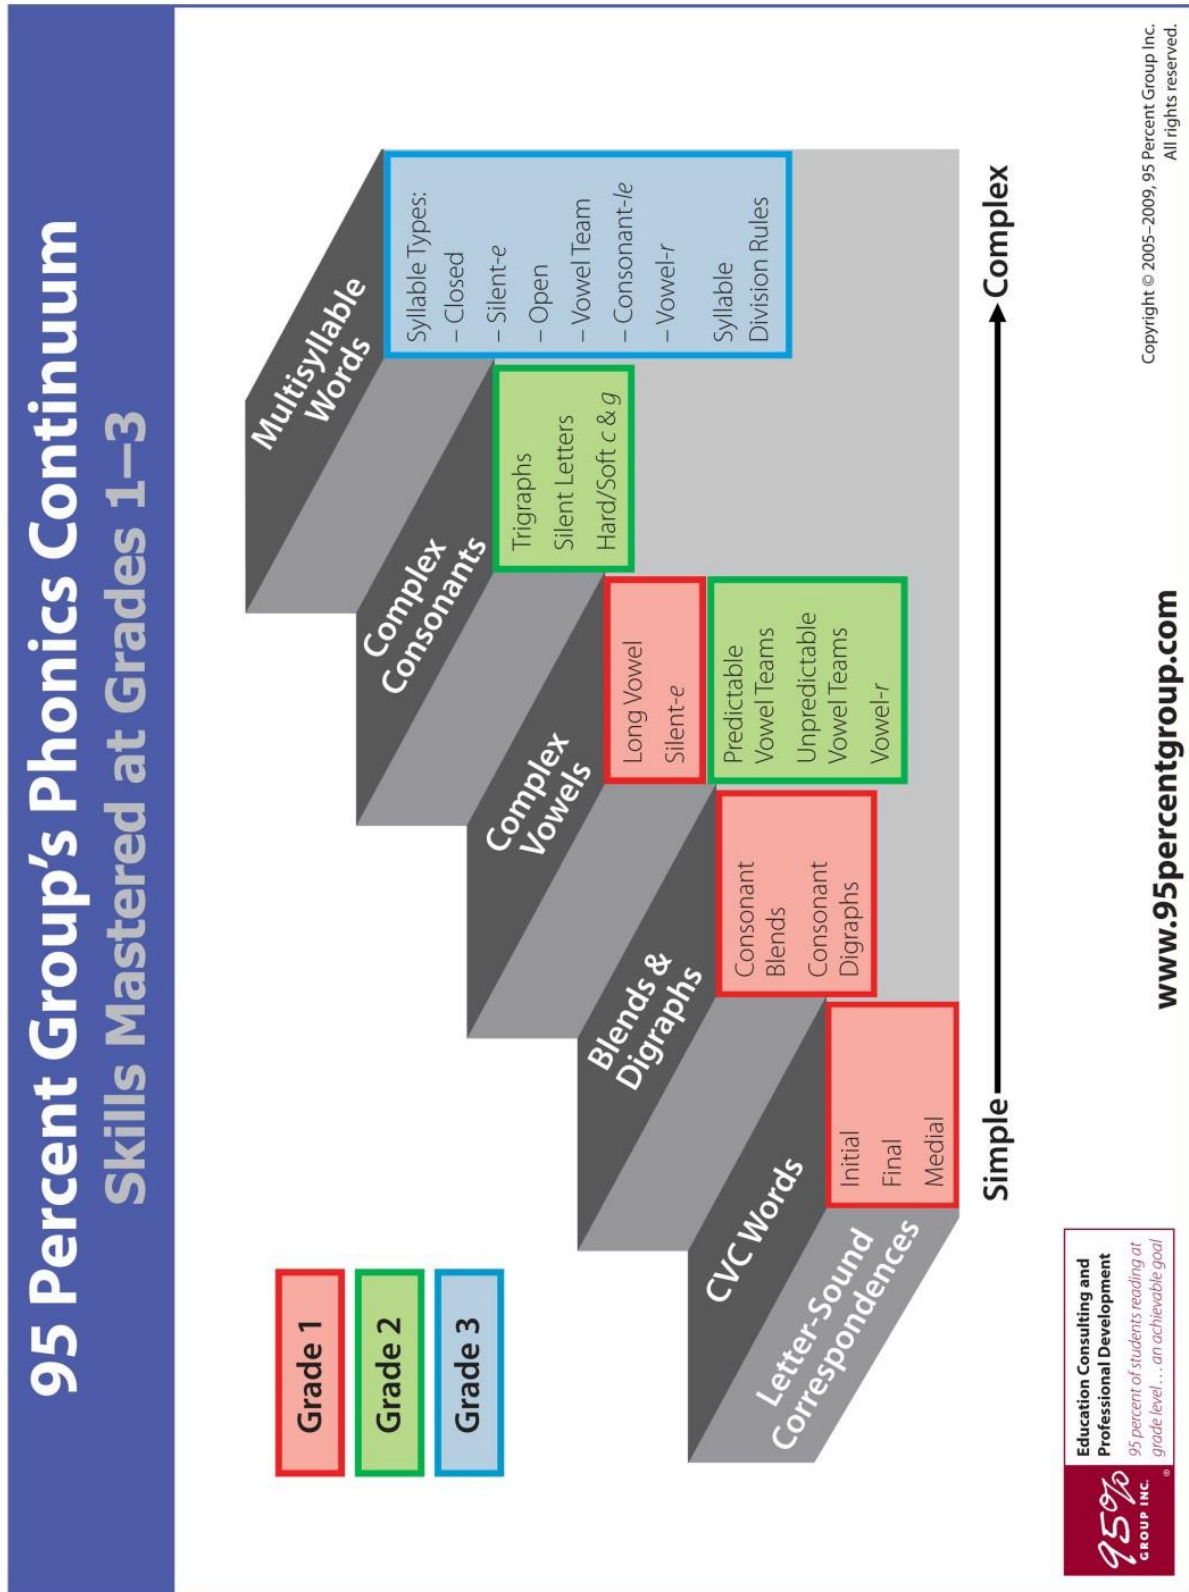 95 Percent Group's Phonics Continuum
Skills Mastered at Grades 1–3
Grade 1
Grade 2
Grade 3
Letter-Sound
Correspondences
CVC Words
Initial
Final
Medial
Blends &
Digraphs
Consonant
Blends
Consonant
Digraphs
Complex
Vowels
Long Vowel
Silent-e
Predictable
Vowel Teams
Unpredictable
Vowel Teams
Vowel-r
Complex
Consonants
Trigraphs
Silent Letters
Hard/Soft c & g
Multisyllable
Words
Syllable Types:
– Closed
– Silent-e
– Open
– Vowel Team
– Consonant-le
– Vowel-r
Syllable
Division Rules
Simple
Complex
95%
GROUP INC.
®
Education Consulting and
Professional Development
95 percent of students reading at
grade level... an achievable goal
www.95percentgroup.com
Copyright © 2005–2009, 95 Percent Group Inc.
All rights reserved.